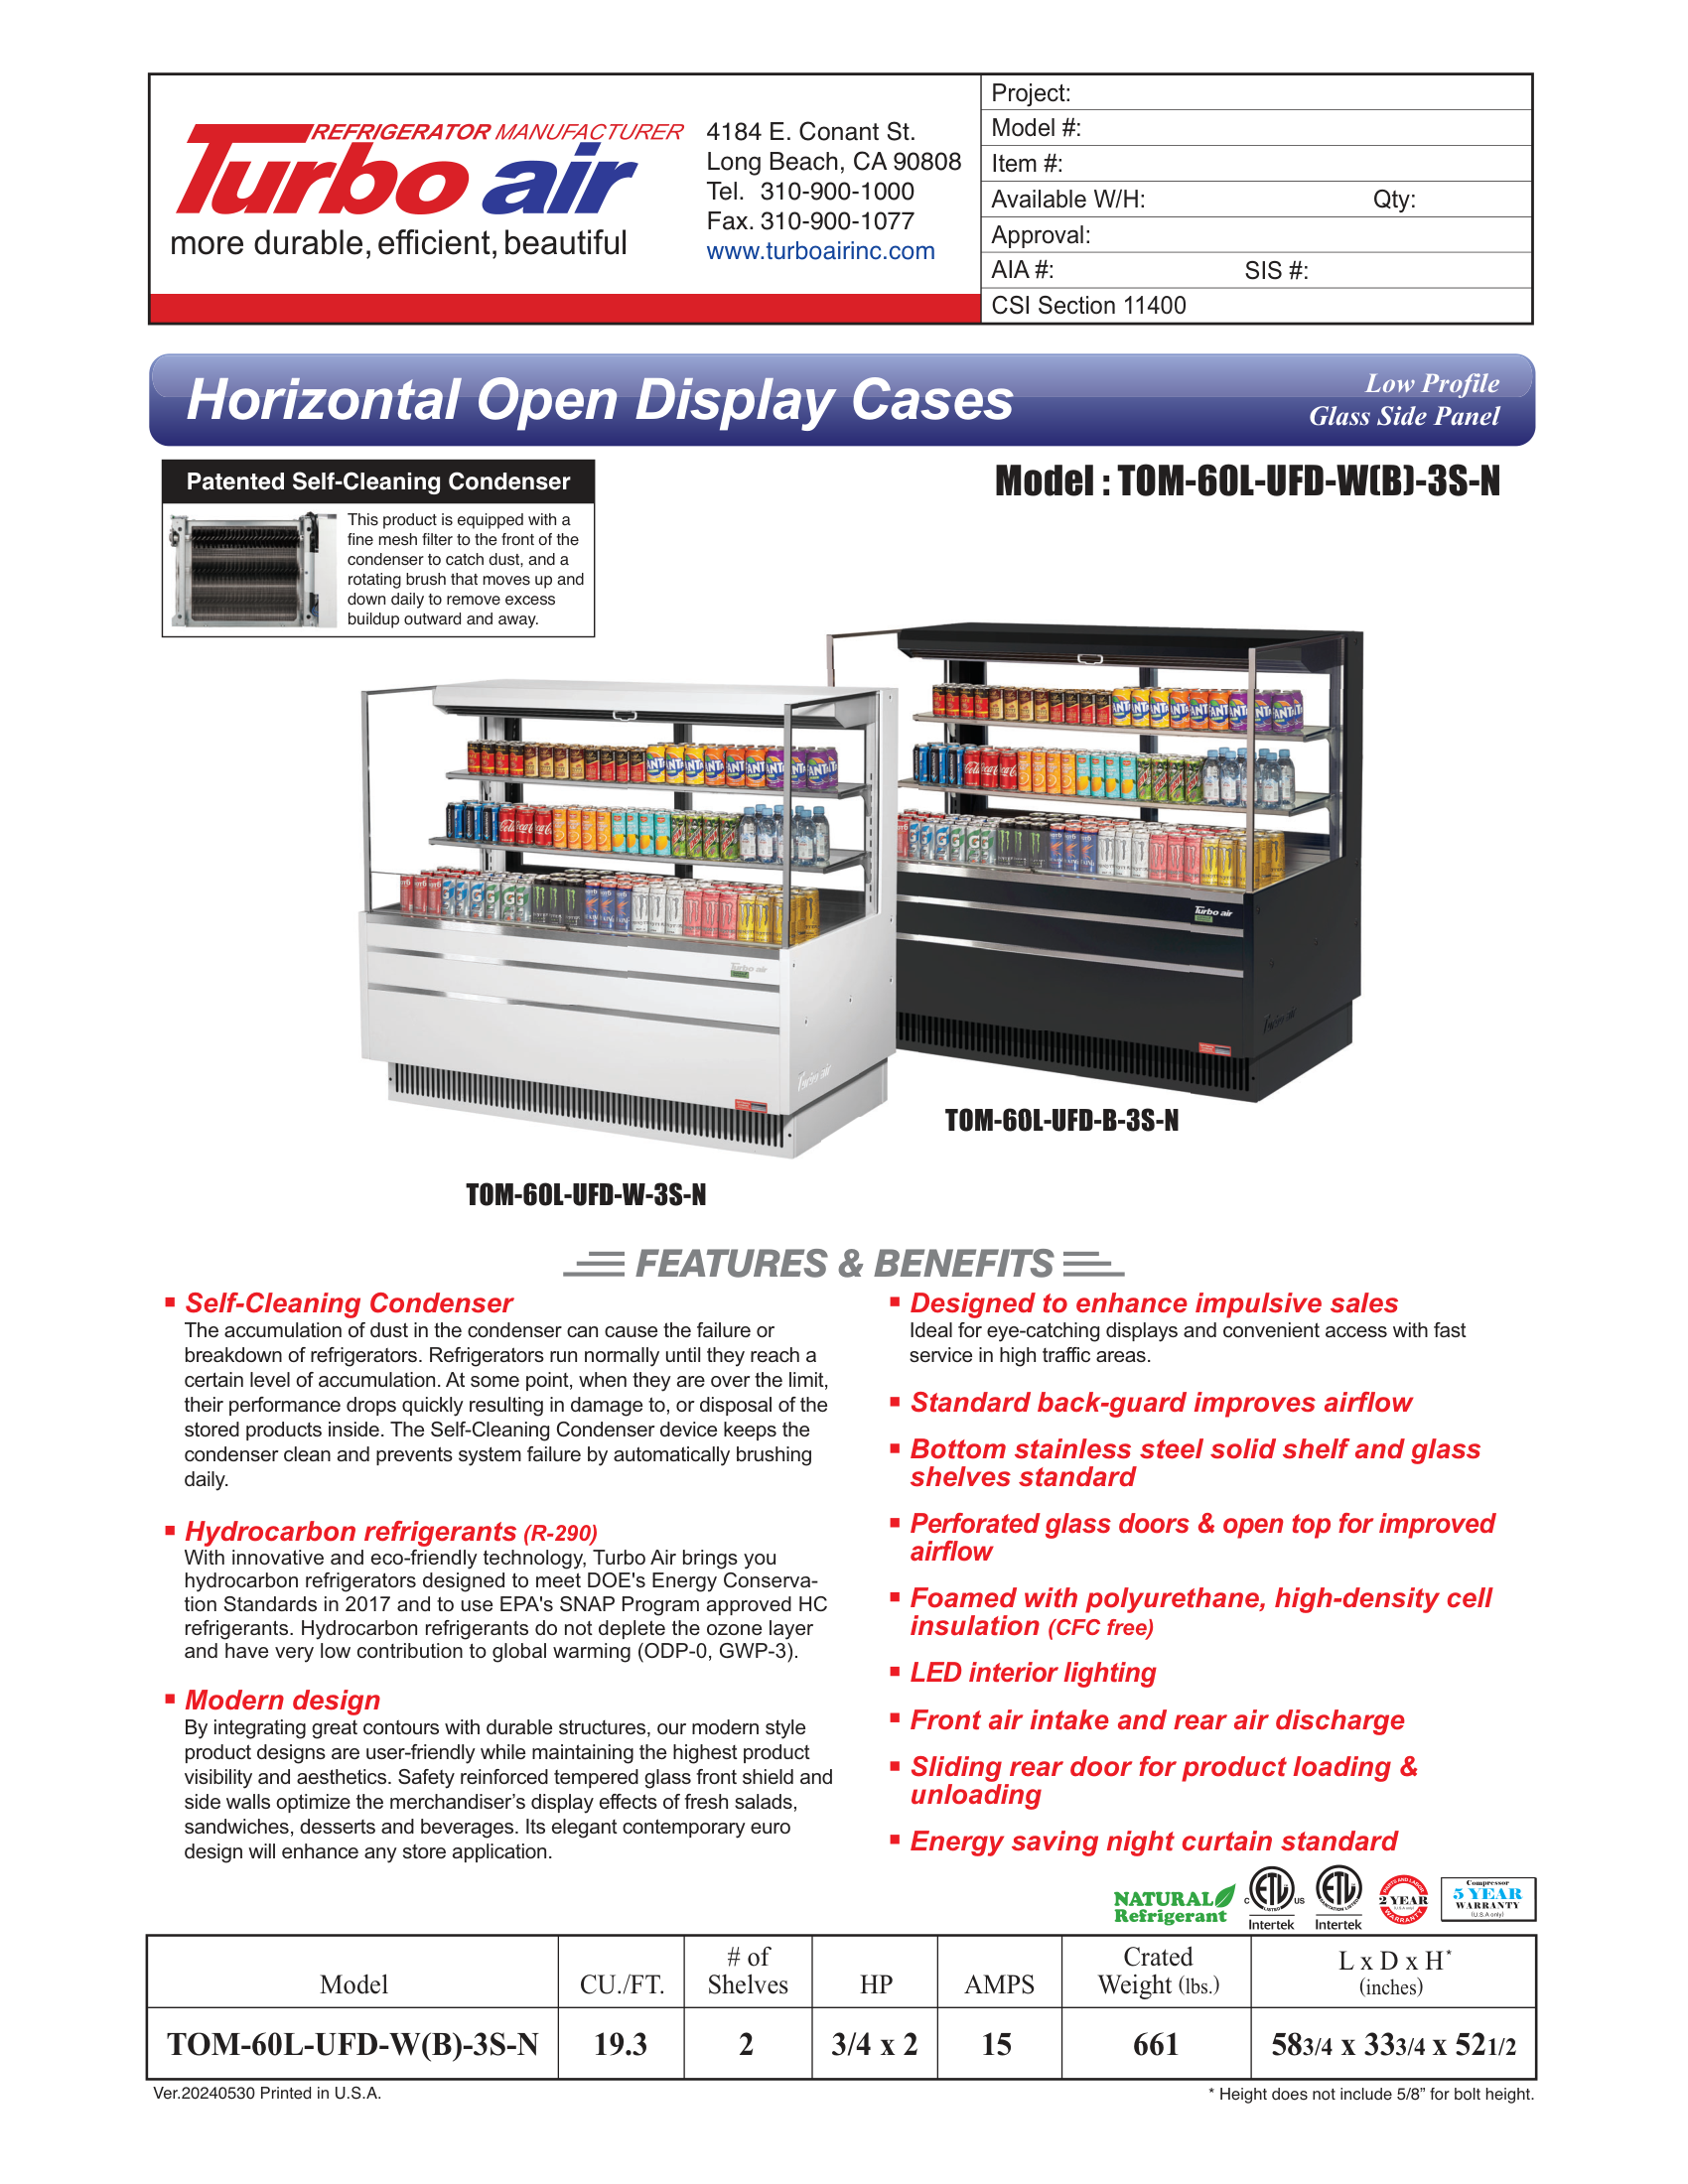 REFRIGERATOR MANUFACTURER
Turbo air
more durable, efficient, beautiful
4184 E. Conant St.
Long Beach, CA 90808
Tel. 310-900-1000
Fax. 310-900-1077
www.turboairinc.com
Project:
Model #:
Item #:
Available W/H: Qty:
Approval:
AIA #: SIS #:
CSI Section 11400
Horizontal Open Display Cases
Low Profile
Glass Side Panel
Patented Self-Cleaning Condenser
This product is equipped with a
fine mesh filter to the front of the
condenser to catch dust, and a
rotating brush that moves up and
down daily to remove excess
buildup outward and away.
Model : TOM-60L-UFD-W(B)-3S-N
TOM-60L-UFD-B-3S-N
TOM-60L-UFD-W-3S-N
FEATURES & BENEFITS
Self-Cleaning Condenser
The accumulation of dust in the condenser can cause the failure or
breakdown of refrigerators. Refrigerators run normally until they reach a
certain level of accumulation. At some point, when they are over the limit,
their performance drops quickly resulting in damage to, or disposal of the
stored products inside. The Self-Cleaning Condenser device keeps the
condenser clean and prevents system failure by automatically brushing
daily.
Hydrocarbon refrigerants (R-290)
With innovative and eco-friendly technology, Turbo Air brings you
hydrocarbon refrigerators designed to meet DOE's Energy Conserva-
tion Standards in 2017 and to use EPA's SNAP Program approved HC
refrigerants. Hydrocarbon refrigerants do not deplete the ozone layer
and have very low contribution to global warming (ODP-0, GWP-3).
Modern design
By integrating great contours with durable structures, our modern style
product designs are user-friendly while maintaining the highest product
visibility and aesthetics. Safety reinforced tempered glass front shield and
side walls optimize the merchandiser's display effects of fresh salads,
sandwiches, desserts and beverages. Its elegant contemporary euro
design will enhance any store application.
Designed to enhance impulsive sales
Ideal for eye-catching displays and convenient access with fast
service in high traffic areas.
Standard back-guard improves airflow
Bottom stainless steel solid shelf and glass
shelves standard
Perforated glass doors & open top for improved
airflow
Foamed with polyurethane, high-density cell
insulation (CFC free)
LED interior lighting
Front air intake and rear air discharge
Sliding rear door for product loading &
unloading
Energy saving night curtain standard
NATURAL
Refrigerant
C ETL US
LISTED
Intertek
ETL
Intertek
PARTS AND LABOR
2 YEAR
(U.S.A only)
WARRANTY
Compressor
5 YEAR
WARRANTY
(U.S.A only)
Model CU./FT. # of Shelves HP AMPS Crated Weight (lbs.) L x D x H* (inches)
TOM-60L-UFD-W(B)-3S-N 19.3 2 3/4 x 2 15 661 583/4 x 333/4 x 521/2
Ver.20240530 Printed in U.S.A.
* Height does not include 5/8” for bolt height.